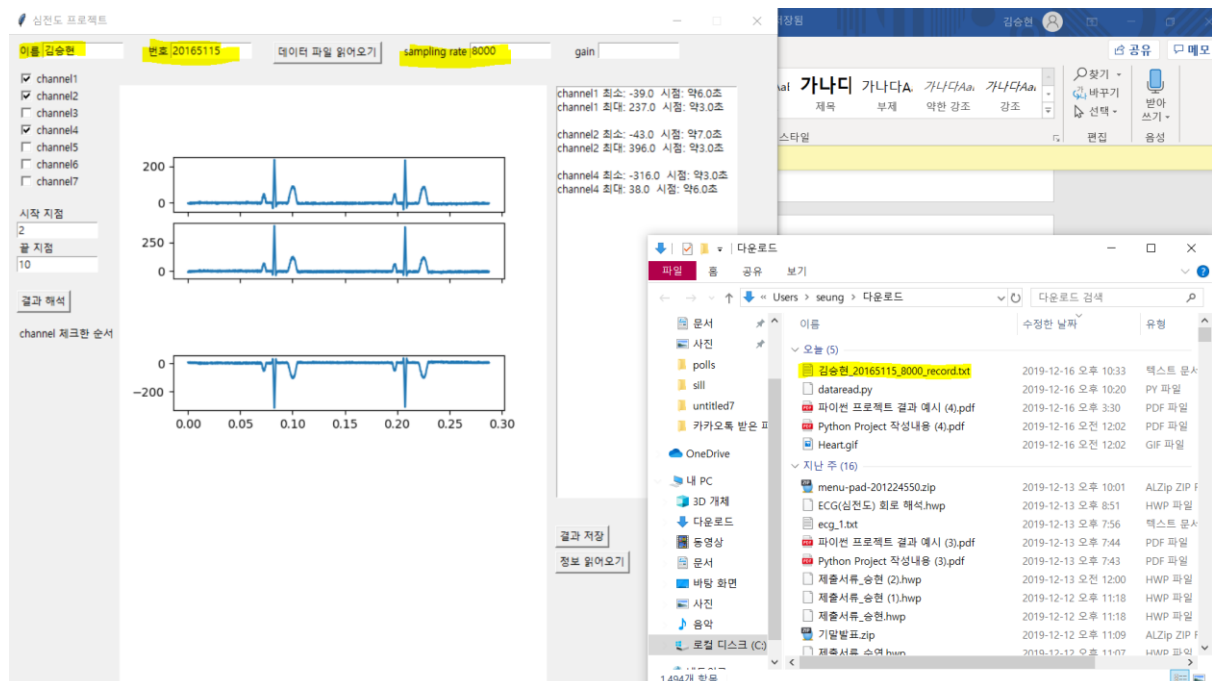 심전도 프로젝트
이름 김승현 번호 20165115 데이터 파일 읽어오기 sampling rate 8000 gain
channel1
channel2
channel3
channel4
channel5
channel6
channel7
시작 지점
2
끝 지점
10
결과 해석
channel 체크한 순서
200
0
250
0
0
−200
0.00 0.05 0.10 0.15 0.20 0.25 0.30
channel1 최소: -39.0 시점: 약6.0초
channel1 최대: 237.0 시점: 약3.0초
channel2 최소: -43.0 시점: 약7.0초
channel2 최대: 396.0 시점: 약3.0초
channel4 최소: -316.0 시점: 약3.0초
channel4 최대: 38.0 시점: 약6.0초
결과 저장
정보 읽어오기
장됨 김승현
공유 메모
가나디 가나다A 가나다Aa 가나다Aa
제목 부제 약한 강조 강조
스타일
찾기
바꾸기
선택
편집
받아
쓰기
음성
다운로드
파일 홈 공유 보기
« Users > seung > 다운로드
다운로드 검색
문서
사진
polls
sill
untitled7
카카오톡 받은 파
OneDrive
내 PC
3D 개체
다운로드
동영상
문서
바탕 화면
사진
음악
로컬 디스크 (C:)
이름 수정한 날짜 유형
오늘 (5)
김승현_20165115_8000_record.txt 2019-12-16 오후 10:33 텍스트 문서
dataread.py 2019-12-16 오후 10:20 PY 파일
파이썬 프로젝트 결과 예시 (4).pdf 2019-12-16 오후 3:30 PDF 파일
Python Project 작성내용 (4).pdf 2019-12-16 오전 12:02 PDF 파일
Heart.gif 2019-12-16 오전 12:02 GIF 파일
지난 주 (16)
menu-pad-201224550.zip 2019-12-13 오후 10:01 ALZip ZIP F
ECG(심전도) 회로 해석.hwp 2019-12-13 오후 8:51 HWP 파일
ecg_1.txt 2019-12-13 오후 7:56 텍스트 문서
파이썬 프로젝트 결과 예시 (3).pdf 2019-12-13 오후 7:44 PDF 파일
Python Project 작성내용 (3).pdf 2019-12-13 오후 7:43 PDF 파일
제출서류_승현 (2).hwp 2019-12-13 오전 12:00 HWP 파일
제출서류_승현 (1).hwp 2019-12-12 오후 11:18 HWP 파일
제출서류_승현.hwp 2019-12-12 오후 11:18 HWP 파일
기말발표.zip 2019-12-12 오후 11:09 ALZip ZIP F
2019-12-12 오후 11:07 HWP 파일
1,494개 항목